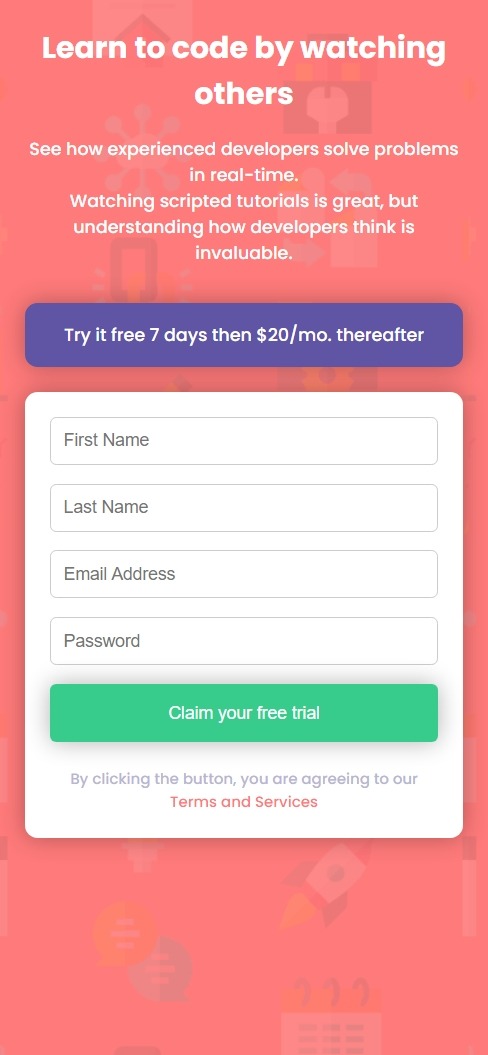 Learn to code by watching
others
See how experienced developers solve problems
in real-time.
Watching scripted tutorials is great, but
understanding how developers think is
invaluable.
Try it free 7 days then $20/mo. thereafter
First Name
Last Name
Email Address
Password
Claim your free trial
By clicking the button, you are agreeing to our
Terms and Services